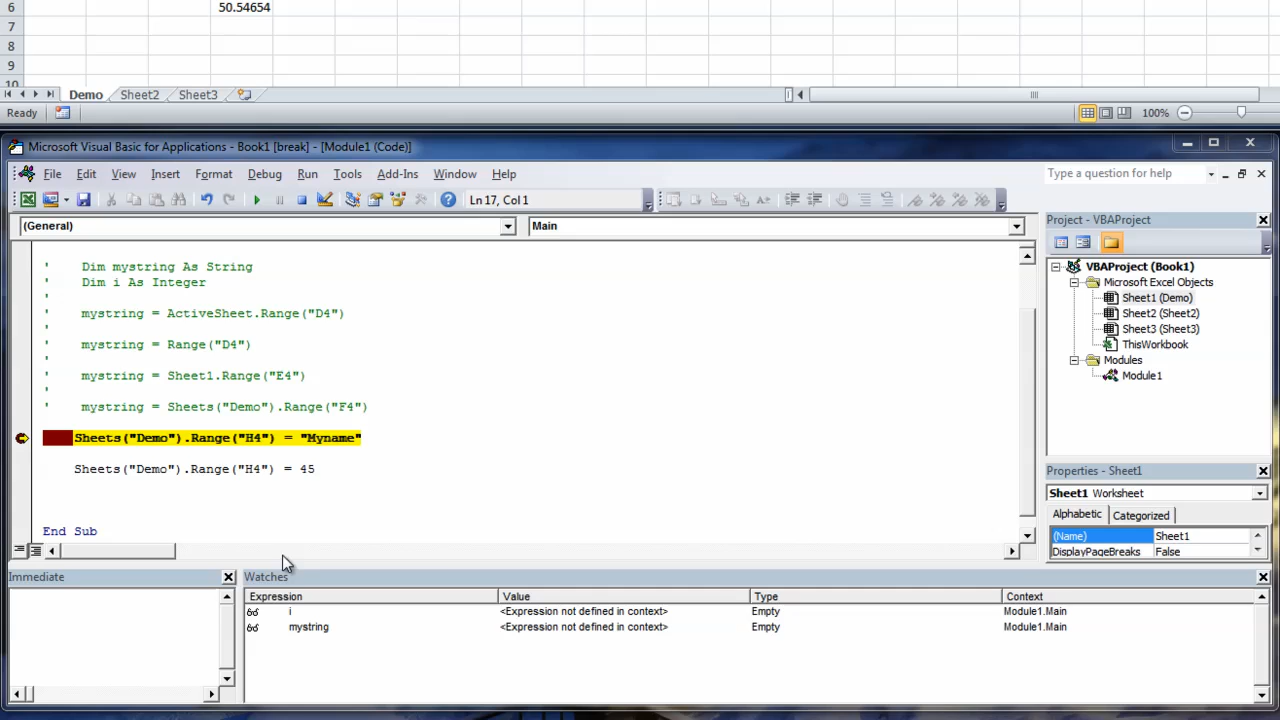 6 50.54654
7
8
9
10
Demo Sheet2 Sheet3
Ready 100%
Microsoft Visual Basic for Applications - Book1 [break] - [Module1 (Code)]
File Edit View Insert Format Debug Run Tools Add-Ins Window Help Type a question for help
Ln 17, Col 1
(General) Main
Project - VBAProject
VBAProject (Book1)
Microsoft Excel Objects
Sheet1 (Demo)
Sheet2 (Sheet2)
Sheet3 (Sheet3)
ThisWorkbook
Modules
Module1
' Dim mystring As String
' Dim i As Integer
'
' mystring = ActiveSheet.Range("D4")
'
' mystring = Range("D4")
'
' mystring = Sheet1.Range("E4")
'
' mystring = Sheets("Demo").Range("F4")
Sheets("Demo").Range("H4") = "Myname"
Sheets("Demo").Range("H4") = 45
End Sub
Properties - Sheet1
Sheet1 Worksheet
Alphabetic Categorized
(Name) Sheet1
DisplayPageBreaks False
Immediate
Watches
Expression Value Type Context
i <Expression not defined in context> Empty Module1.Main
mystring <Expression not defined in context> Empty Module1.Main